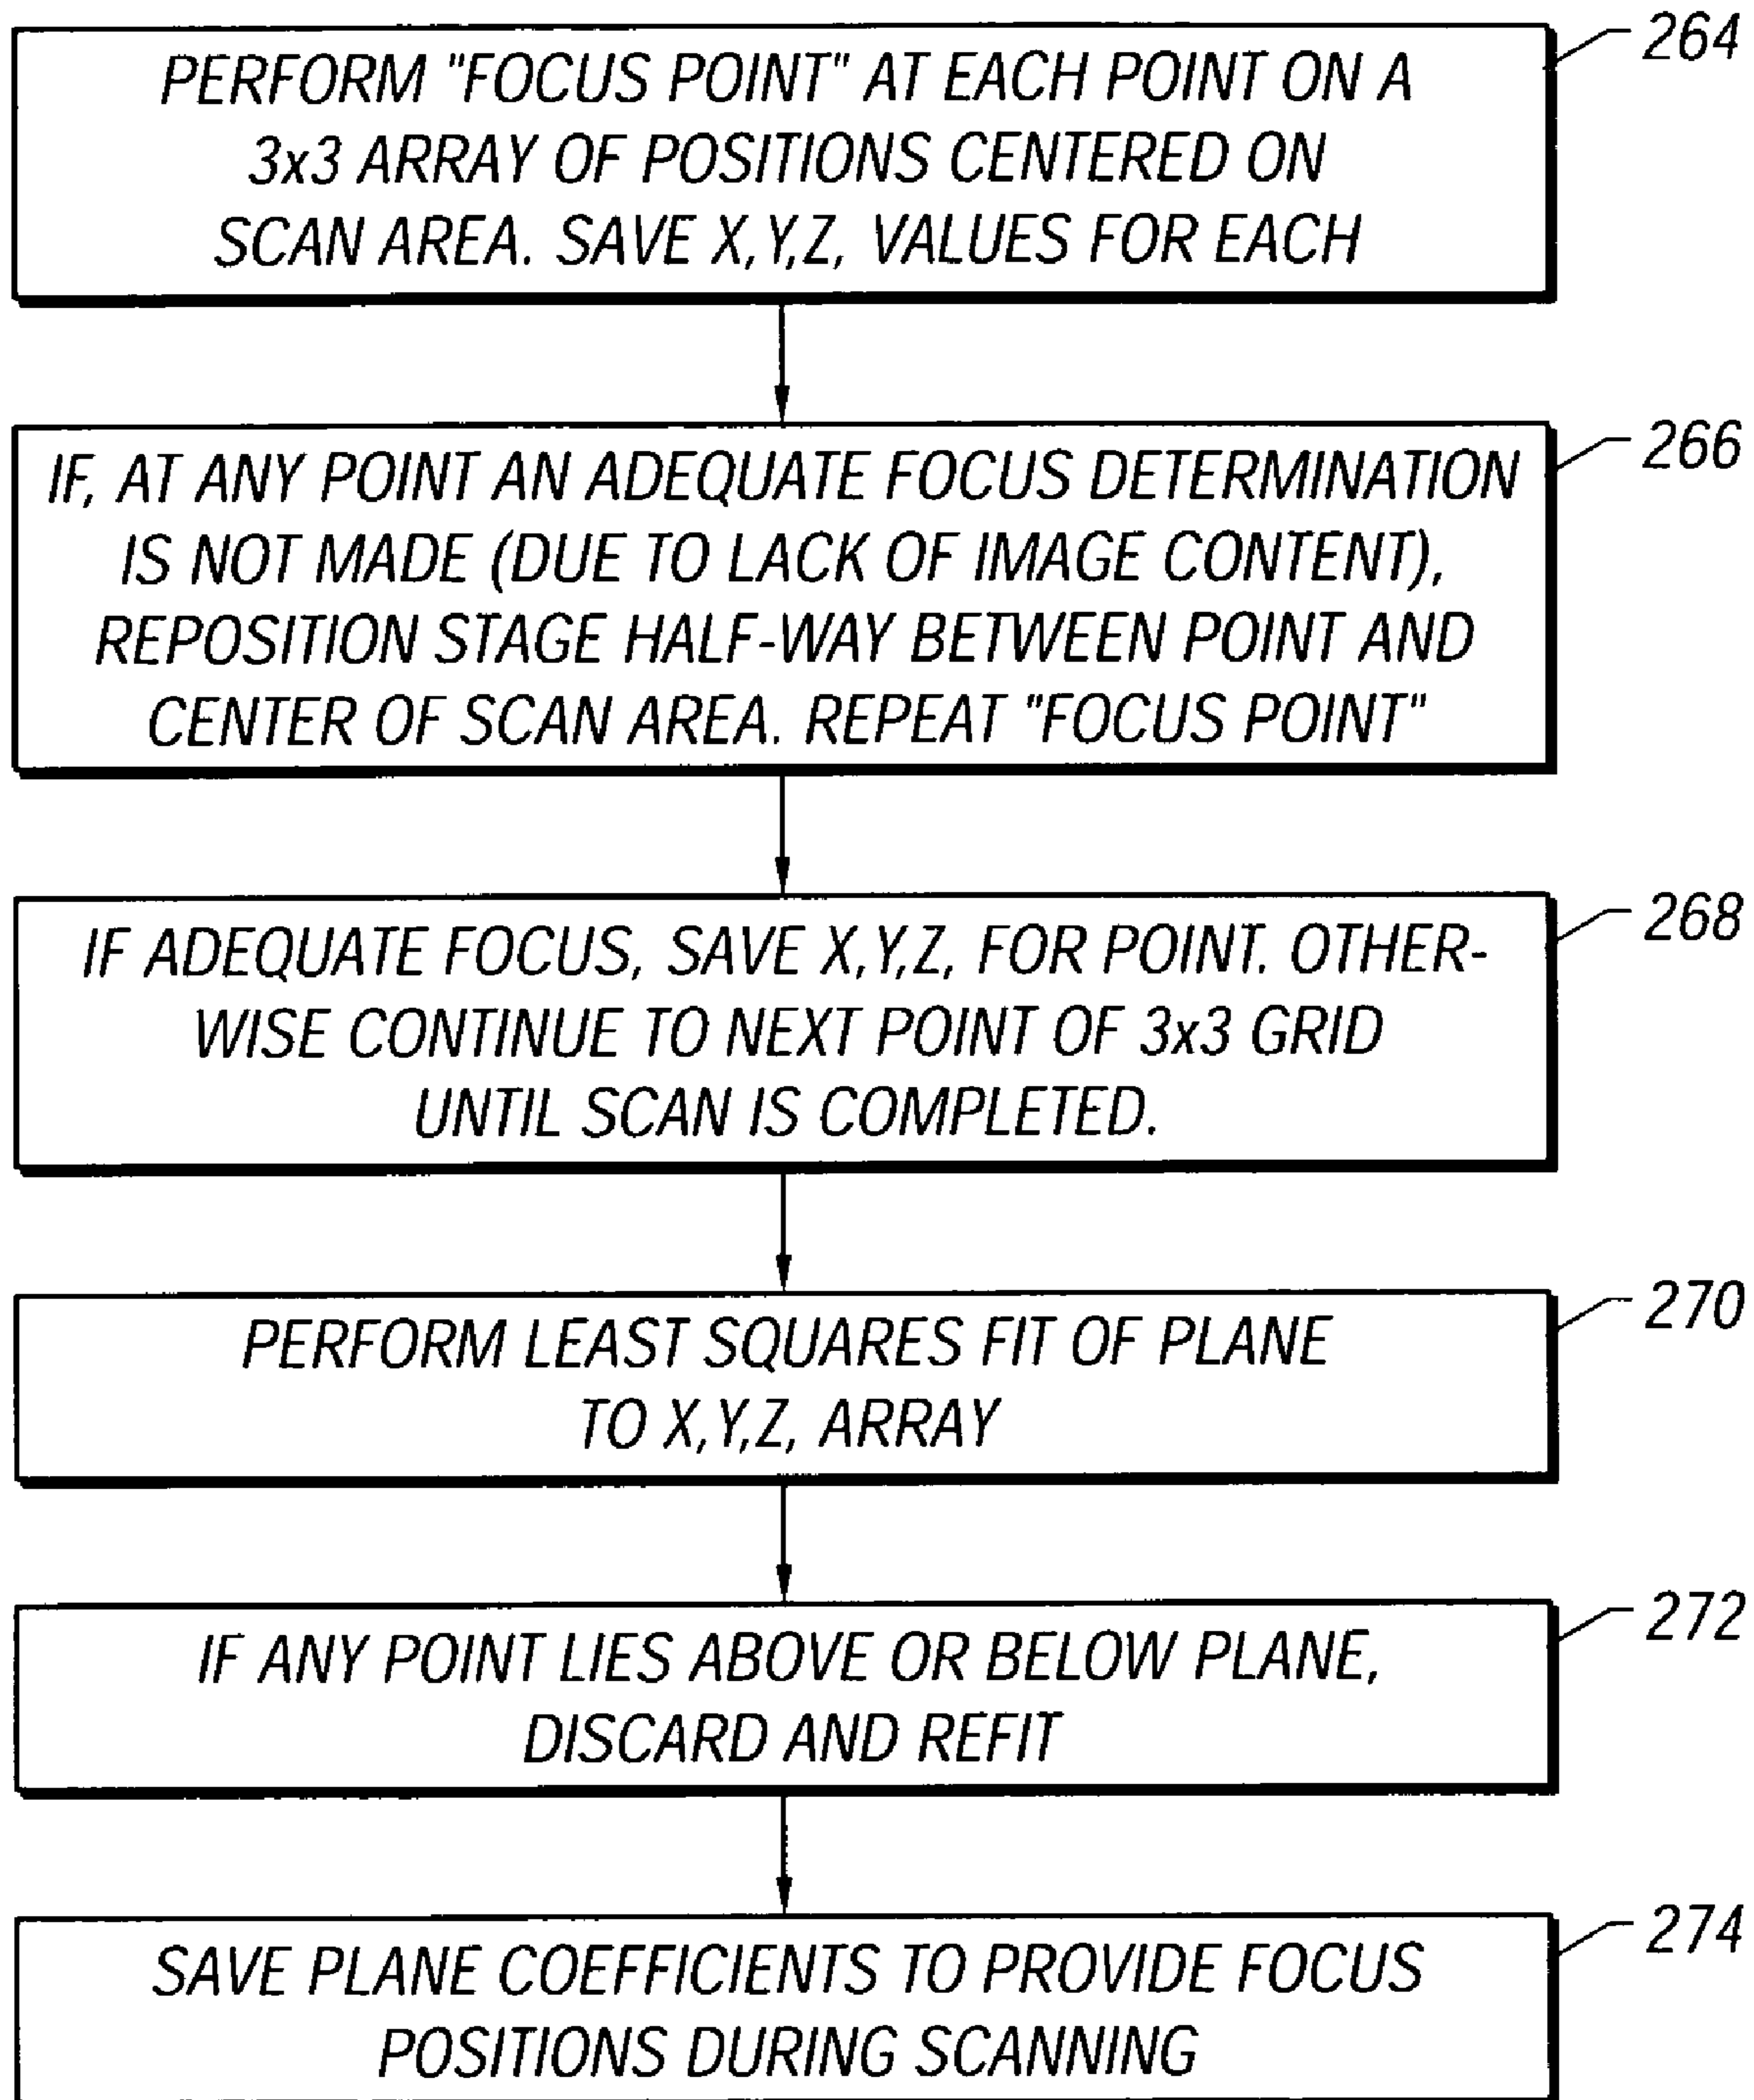 264
PERFORM "FOCUS POINT" AT EACH POINT ON A
3x3 ARRAY OF POSITIONS CENTERED ON
SCAN AREA. SAVE X,Y,Z, VALUES FOR EACH
266
IF, AT ANY POINT AN ADEQUATE FOCUS DETERMINATION
IS NOT MADE (DUE TO LACK OF IMAGE CONTENT),
REPOSITION STAGE HALF-WAY BETWEEN POINT AND
CENTER OF SCAN AREA. REPEAT "FOCUS POINT"
268
IF ADEQUATE FOCUS, SAVE X,Y,Z, FOR POINT. OTHER-
WISE CONTINUE TO NEXT POINT OF 3x3 GRID
UNTIL SCAN IS COMPLETED.
270
PERFORM LEAST SQUARES FIT OF PLANE
TO X,Y,Z, ARRAY
272
IF ANY POINT LIES ABOVE OR BELOW PLANE,
DISCARD AND REFIT
274
SAVE PLANE COEFFICIENTS TO PROVIDE FOCUS
POSITIONS DURING SCANNING